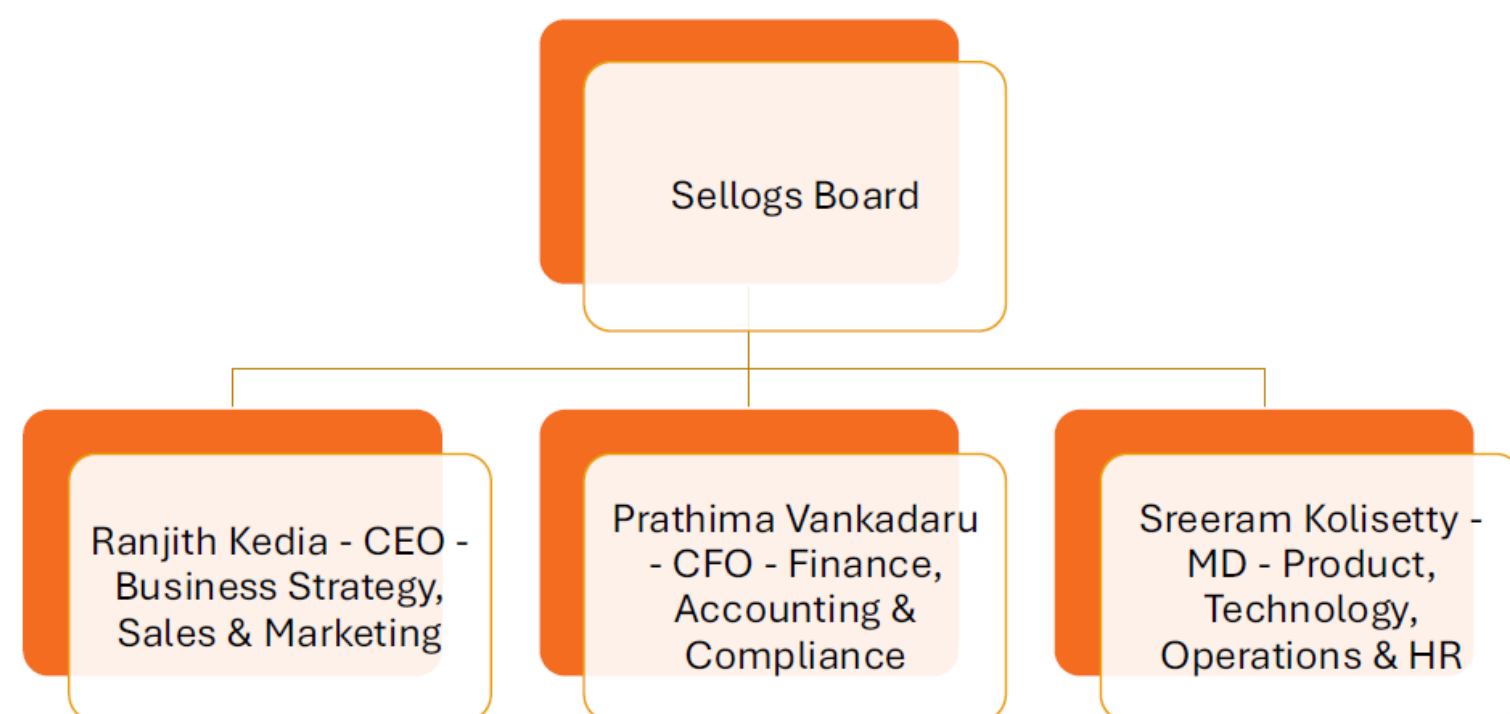 Sellogs Board
Ranjith Kedia - CEO -
Business Strategy,
Sales & Marketing
Prathima Vankadaru
- CFO - Finance,
Accounting &
Compliance
Sreeram Kolisetty -
MD - Product,
Technology,
Operations & HR